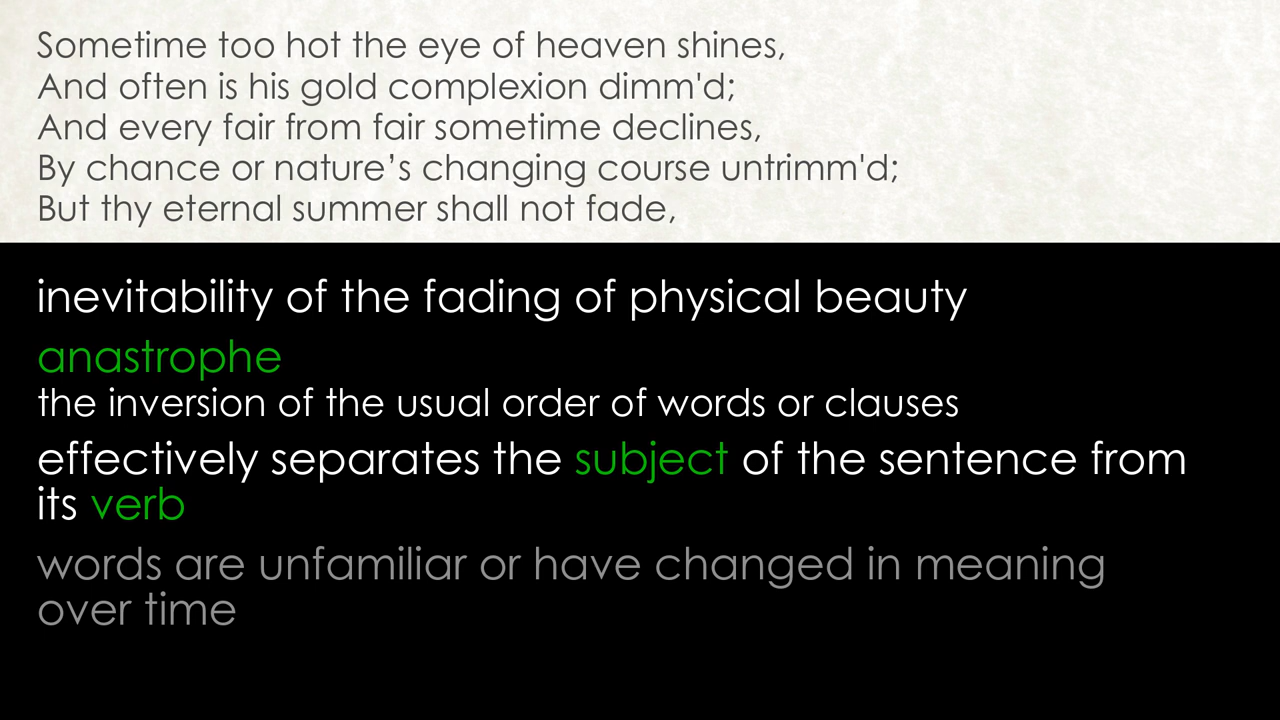 Sometime too hot the eye of heaven shines,
And often is his gold complexion dimm'd;
And every fair from fair sometime declines,
By chance or nature’s changing course untrimm'd;
But thy eternal summer shall not fade,
inevitability of the fading of physical beauty
anastrophe
the inversion of the usual order of words or clauses
effectively separates the subject of the sentence from
its verb
words are unfamiliar or have changed in meaning
over time